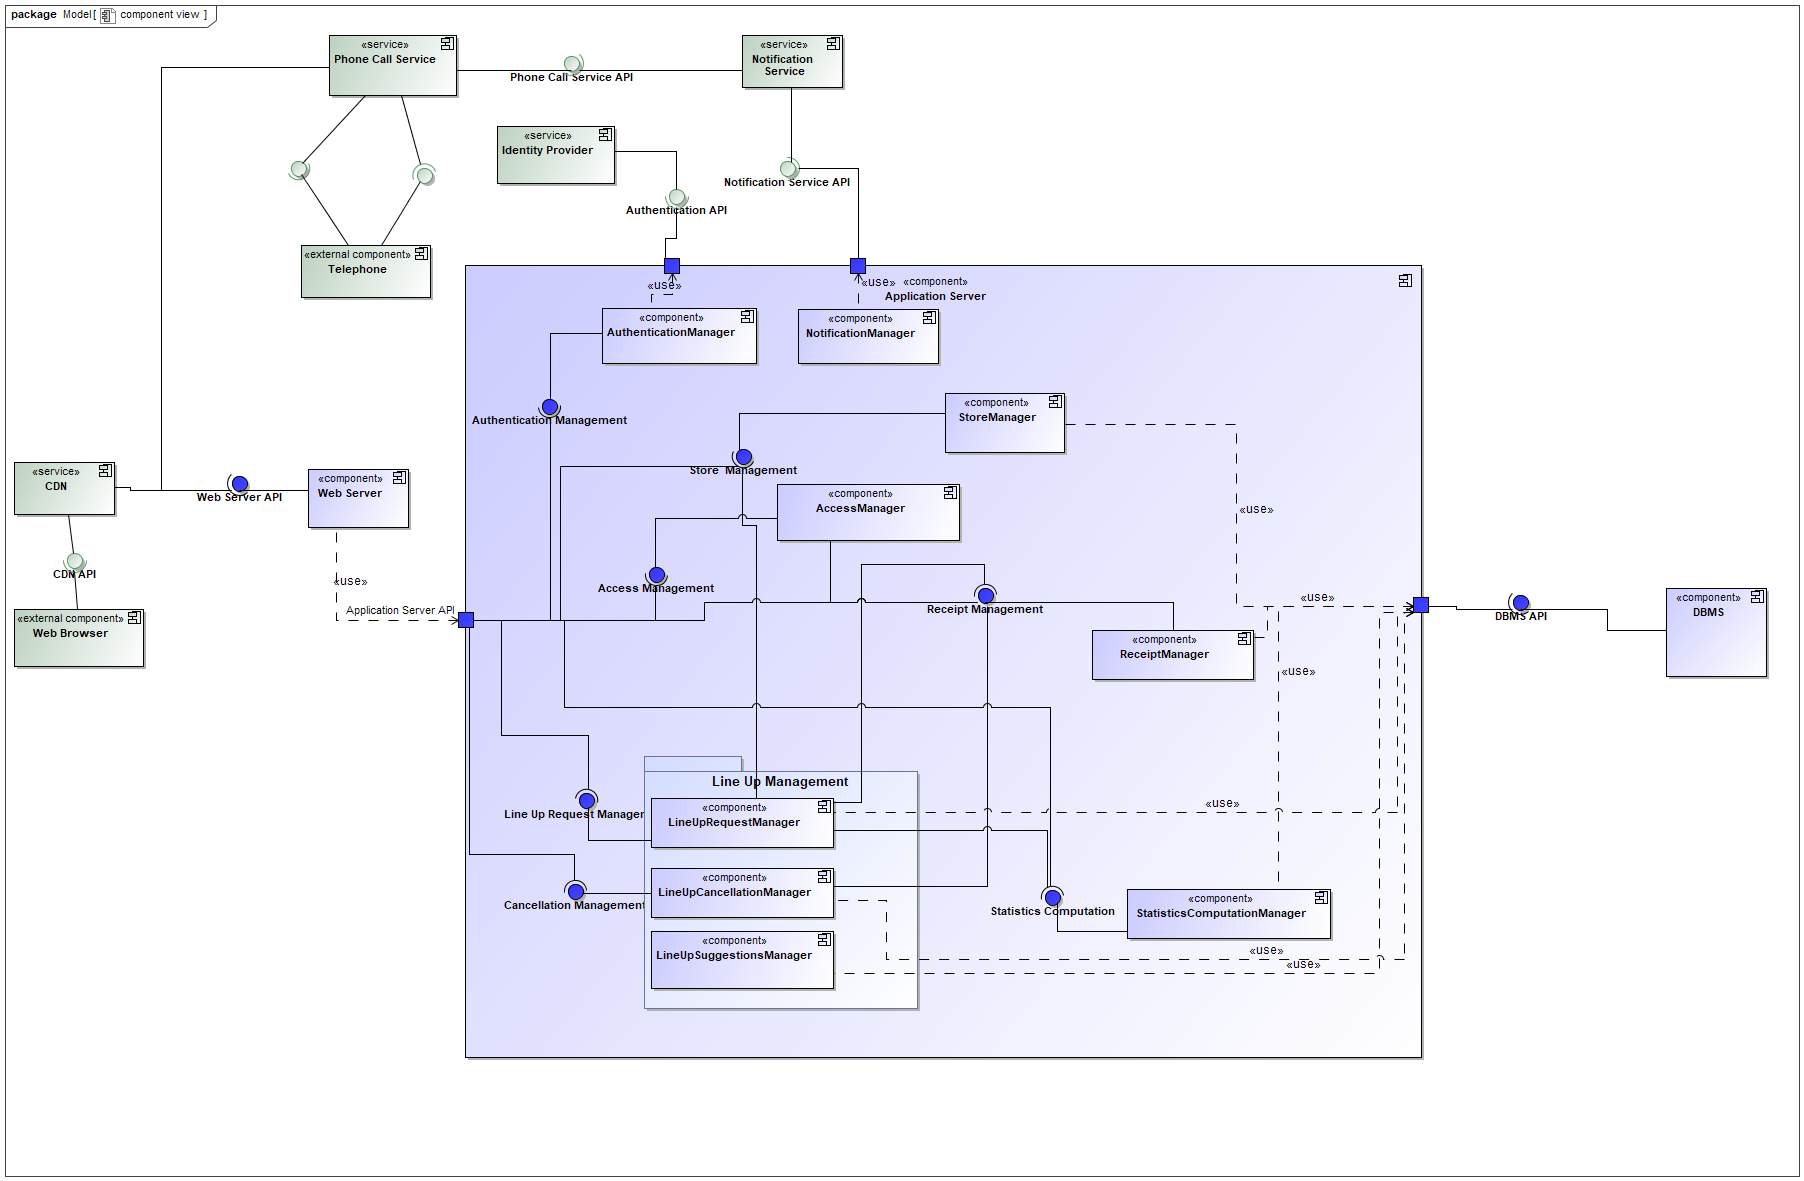 package Model[ component view ]
«service»
Phone Call Service
Phone Call Service API
«service»
Notification
Service
«service»
Identity Provider
Authentication API
Notification Service API
«external component»
Telephone
«use»
«use»
«component»
Application Server
«component»
AuthenticationManager
«component»
NotificationManager
Authentication Management
«component»
StoreManager
Store Management
«service»
CDN
Web Server API
«component»
Web Server
«component»
AccessManager
«use»
CDN API
«use»
Application Server API
Access Management
Receipt Management
«use»
DBMS API
«component»
DBMS
«external component»
Web Browser
«component»
ReceiptManager
«use»
Line Up Management
«use»
Line Up Request Manager
«component»
LineUpRequestManager
«component»
LineUpCancellationManager
Cancellation Management
Statistics Computation
«component»
StatisticsComputationManager
«component»
LineUpSuggestionsManager
«use»
«use»